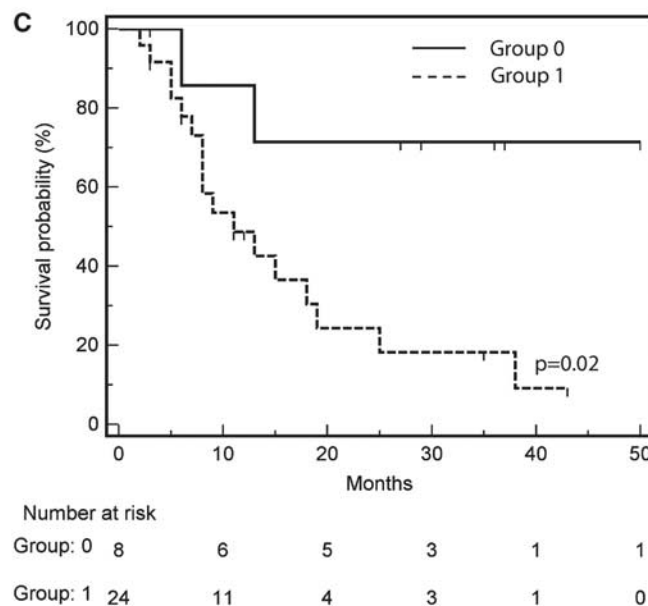 C
Group 0
Group 1
Survival probability (%)
100
80
60
40
20
0
p=0.02
0 10 20 30 40 50
Months
Number at risk
Group: 0 8 6 5 3 1 1
Group: 1 24 11 4 3 1 0